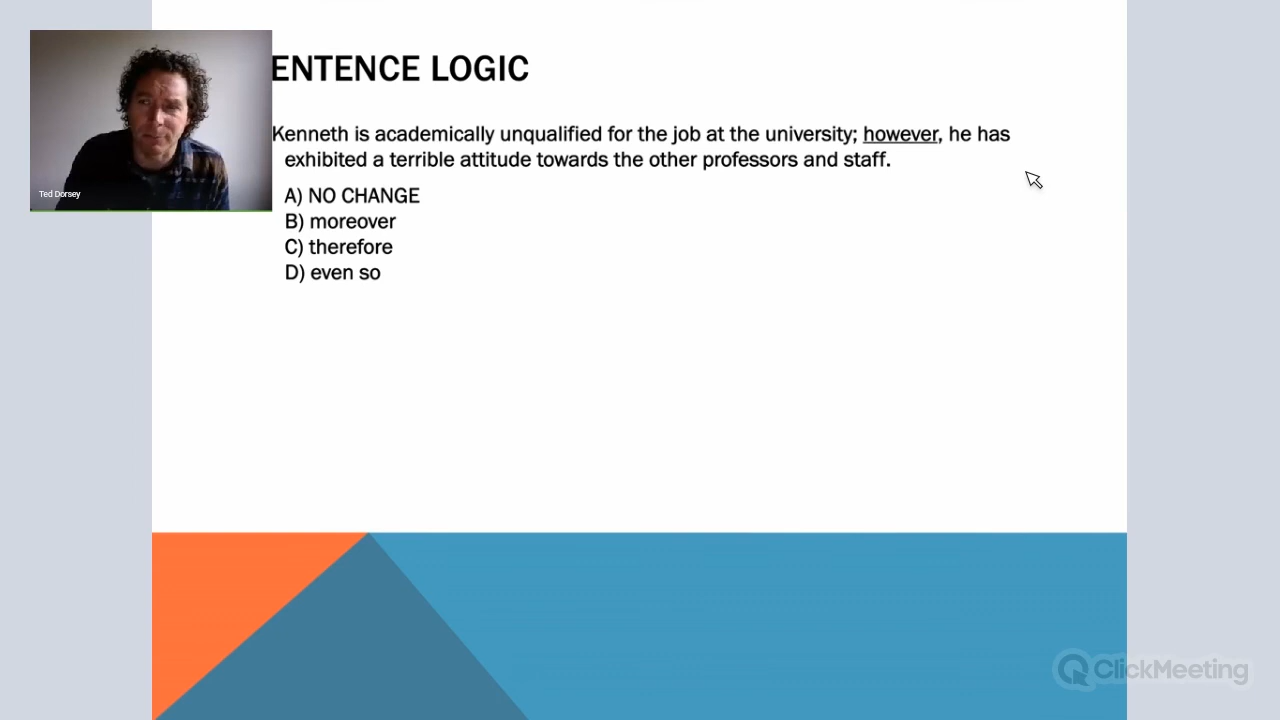 ENTENCE LOGIC
Kenneth is academically unqualified for the job at the university; however, he has
exhibited a terrible attitude towards the other professors and staff.
Ted Dorsey
A) NO CHANGE
B) moreover
C) therefore
D) even so
ClickMeeting